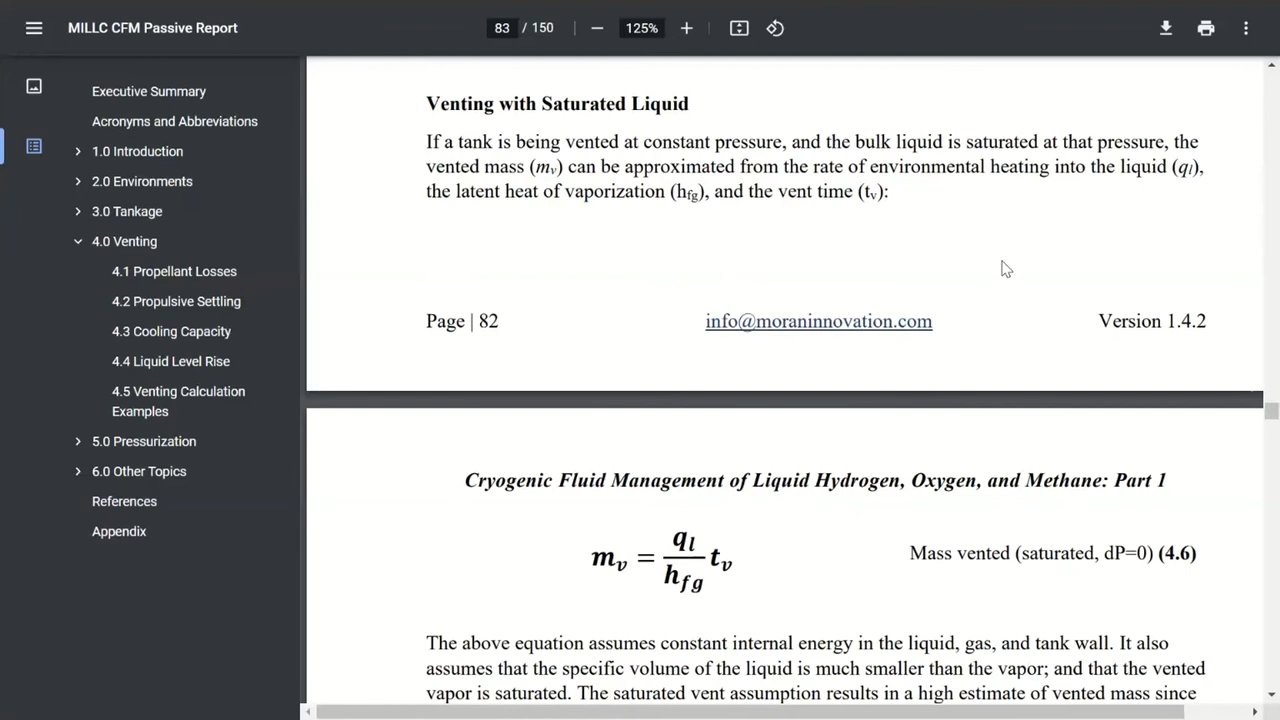 MILLC CFM Passive Report
83 / 150
125%
Executive Summary
Acronyms and Abbreviations
1.0 Introduction
2.0 Environments
3.0 Tankage
4.0 Venting
4.1 Propellant Losses
4.2 Propulsive Settling
4.3 Cooling Capacity
4.4 Liquid Level Rise
4.5 Venting Calculation
Examples
5.0 Pressurization
6.0 Other Topics
References
Appendix
Venting with Saturated Liquid
If a tank is being vented at constant pressure, and the bulk liquid is saturated at that pressure, the
vented mass (mᵥ) can be approximated from the rate of environmental heating into the liquid (qₗ),
the latent heat of vaporization (hfg), and the vent time (tᵥ):
Page | 82 info@moraninnovation.com Version 1.4.2
Cryogenic Fluid Management of Liquid Hydrogen, Oxygen, and Methane: Part 1
mᵥ = qₗ/hfg tᵥ Mass vented (saturated, dP=0) (4.6)
The above equation assumes constant internal energy in the liquid, gas, and tank wall. It also
assumes that the specific volume of the liquid is much smaller than the vapor; and that the vented
vapor is saturated. The saturated vent assumption results in a high estimate of vented mass since